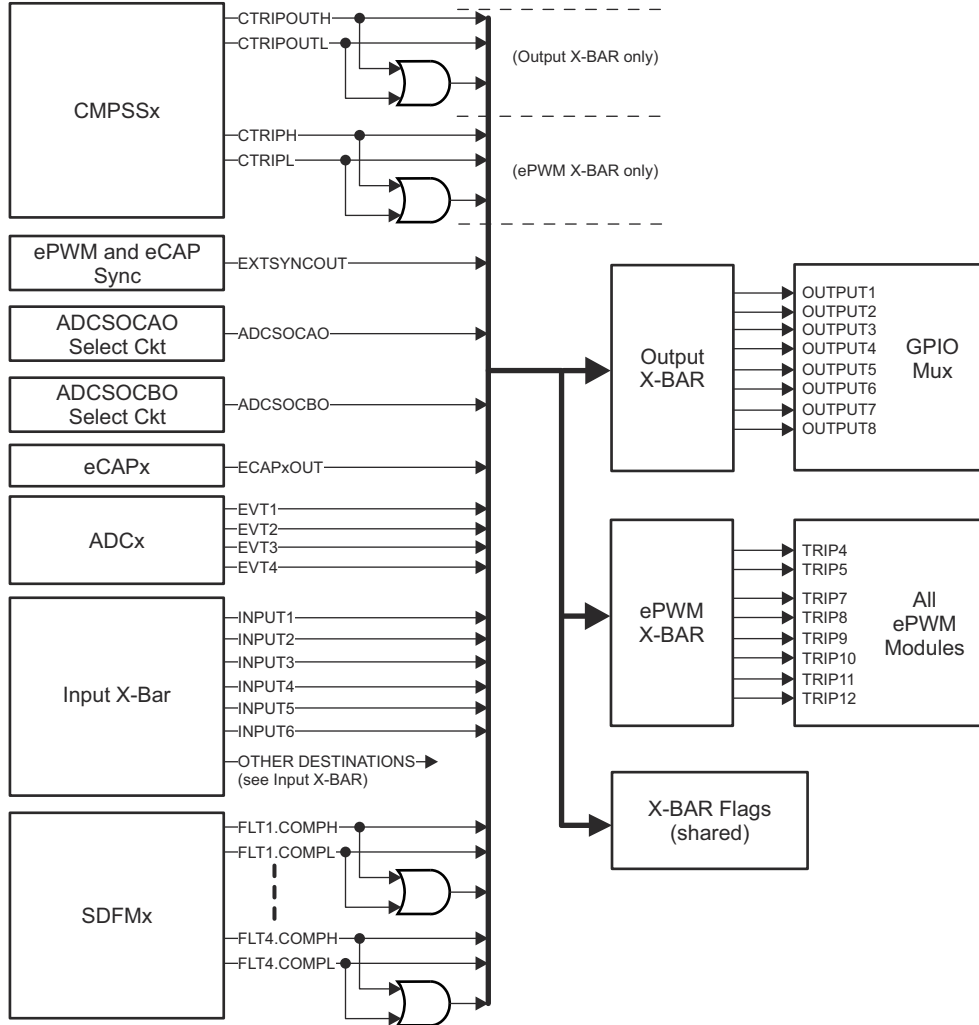 CMPSSx
CTRIPOUTH
CTRIPOUTL
(Output X-BAR only)
CTRIPH
CTRIPL
(ePWM X-BAR only)
ePWM and eCAP
Sync
EXTSYNCOUT
ADCSOCAO
Select Ckt
ADCSOCAO
ADCSOCBO
Select Ckt
ADCSOCBO
eCAPx
ECAPxOUT
ADCx
EVT1
EVT2
EVT3
EVT4
Input X-Bar
INPUT1
INPUT2
INPUT3
INPUT4
INPUT5
INPUT6
OTHER DESTINATIONS
(see Input X-BAR)
SDFMx
FLT1.COMPH
FLT1.COMPL
FLT4.COMPH
FLT4.COMPL
Output
X-BAR
OUTPUT1
OUTPUT2
OUTPUT3
OUTPUT4
OUTPUT5
OUTPUT6
OUTPUT7
OUTPUT8
GPIO
Mux
ePWM
X-BAR
TRIP4
TRIP5
TRIP7
TRIP8
TRIP9
TRIP10
TRIP11
TRIP12
All
ePWM
Modules
X-BAR Flags
(shared)